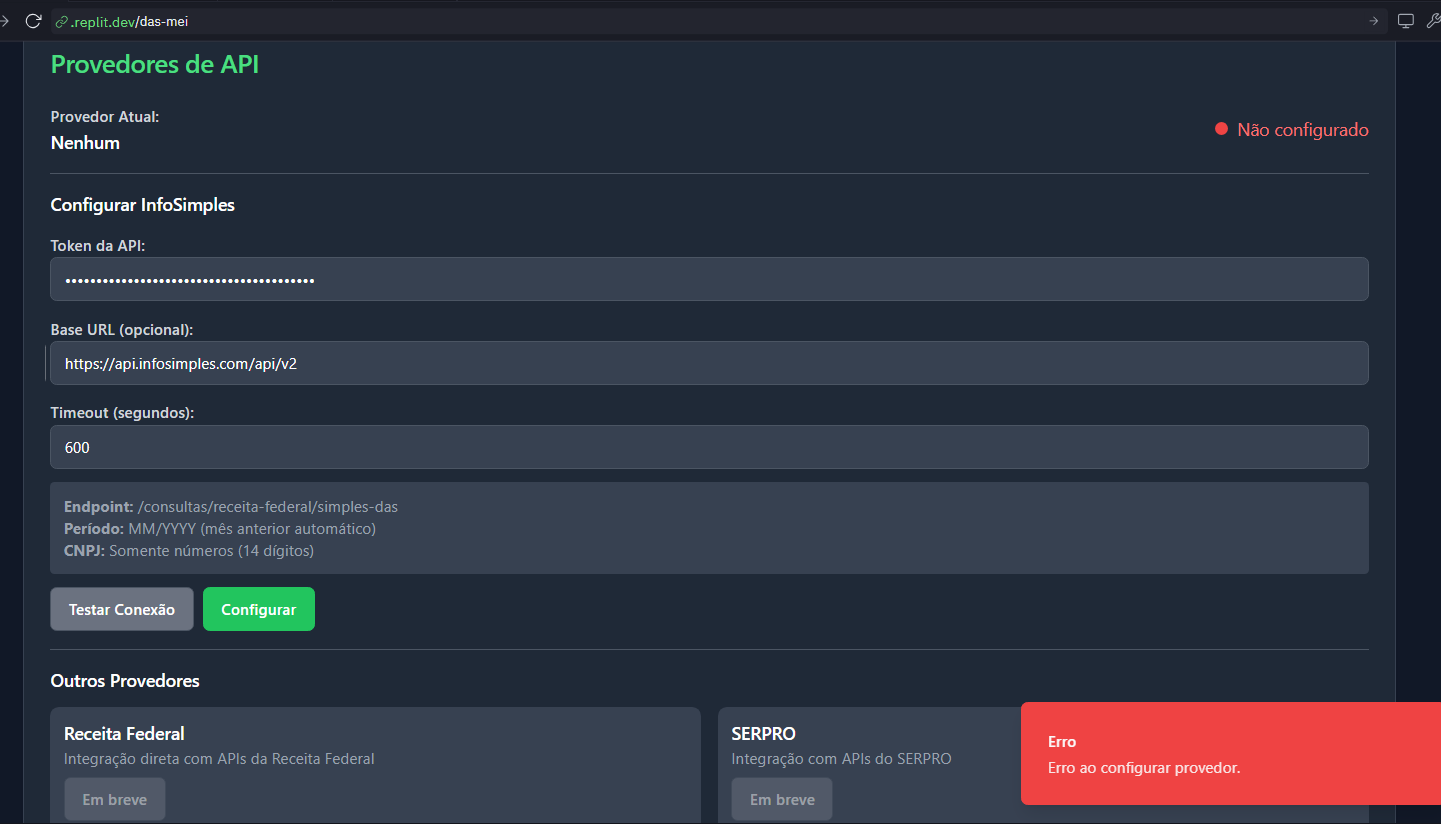 .replit.dev/das-mei
Provedores de API
Provedor Atual:
Nenhum
Não configurado
Configurar InfoSimples
Token da API:
••••••••••••••••••••••••••••••••••••••••
Base URL (opcional):
https://api.infosimples.com/api/v2
Timeout (segundos):
600
Endpoint: /consultas/receita-federal/simples-das
Período: MM/YYYY (mês anterior automático)
CNPJ: Somente números (14 dígitos)
Testar Conexão
Configurar
Outros Provedores
Receita Federal
Integração direta com APIs da Receita Federal
Em breve
SERPRO
Integração com APIs do SERPRO
Em breve
Erro
Erro ao configurar provedor.